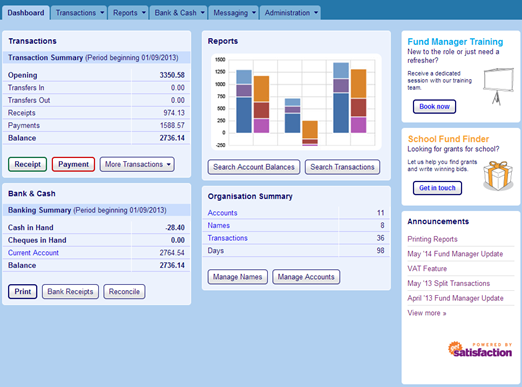 Dashboard Transactions Reports Bank & Cash Messaging Administration
Transactions
Transaction Summary (Period beginning 01/09/2013)
Opening 3350.58
Transfers In 0.00
Transfers Out 0.00
Receipts 974.13
Payments 1588.57
Balance 2736.14
Receipt Payment More Transactions
Bank & Cash
Banking Summary (Period beginning 01/09/2013)
Cash in Hand -28.40
Cheques in Hand 0.00
Current Account 2764.54
Balance 2736.14
Print Bank Receipts Reconcile
Reports
1500
1250
1000
750
500
250
0
-250
Search Account Balances Search Transactions
Organisation Summary
Accounts 11
Names 8
Transactions 36
Days 98
Manage Names Manage Accounts
Fund Manager Training
New to the role or just need a
refresher?
Receive a dedicated
session with our training
team.
Book now
School Fund Finder
Looking for grants for school?
Let us help you find grants
and write winning bids.
Get in touch
Announcements
Printing Reports
May '14 Fund Manager Update
VAT Feature
May '13 Split Transactions
April '13 Fund Manager Update
View more »
POWERED BY
satisfaction